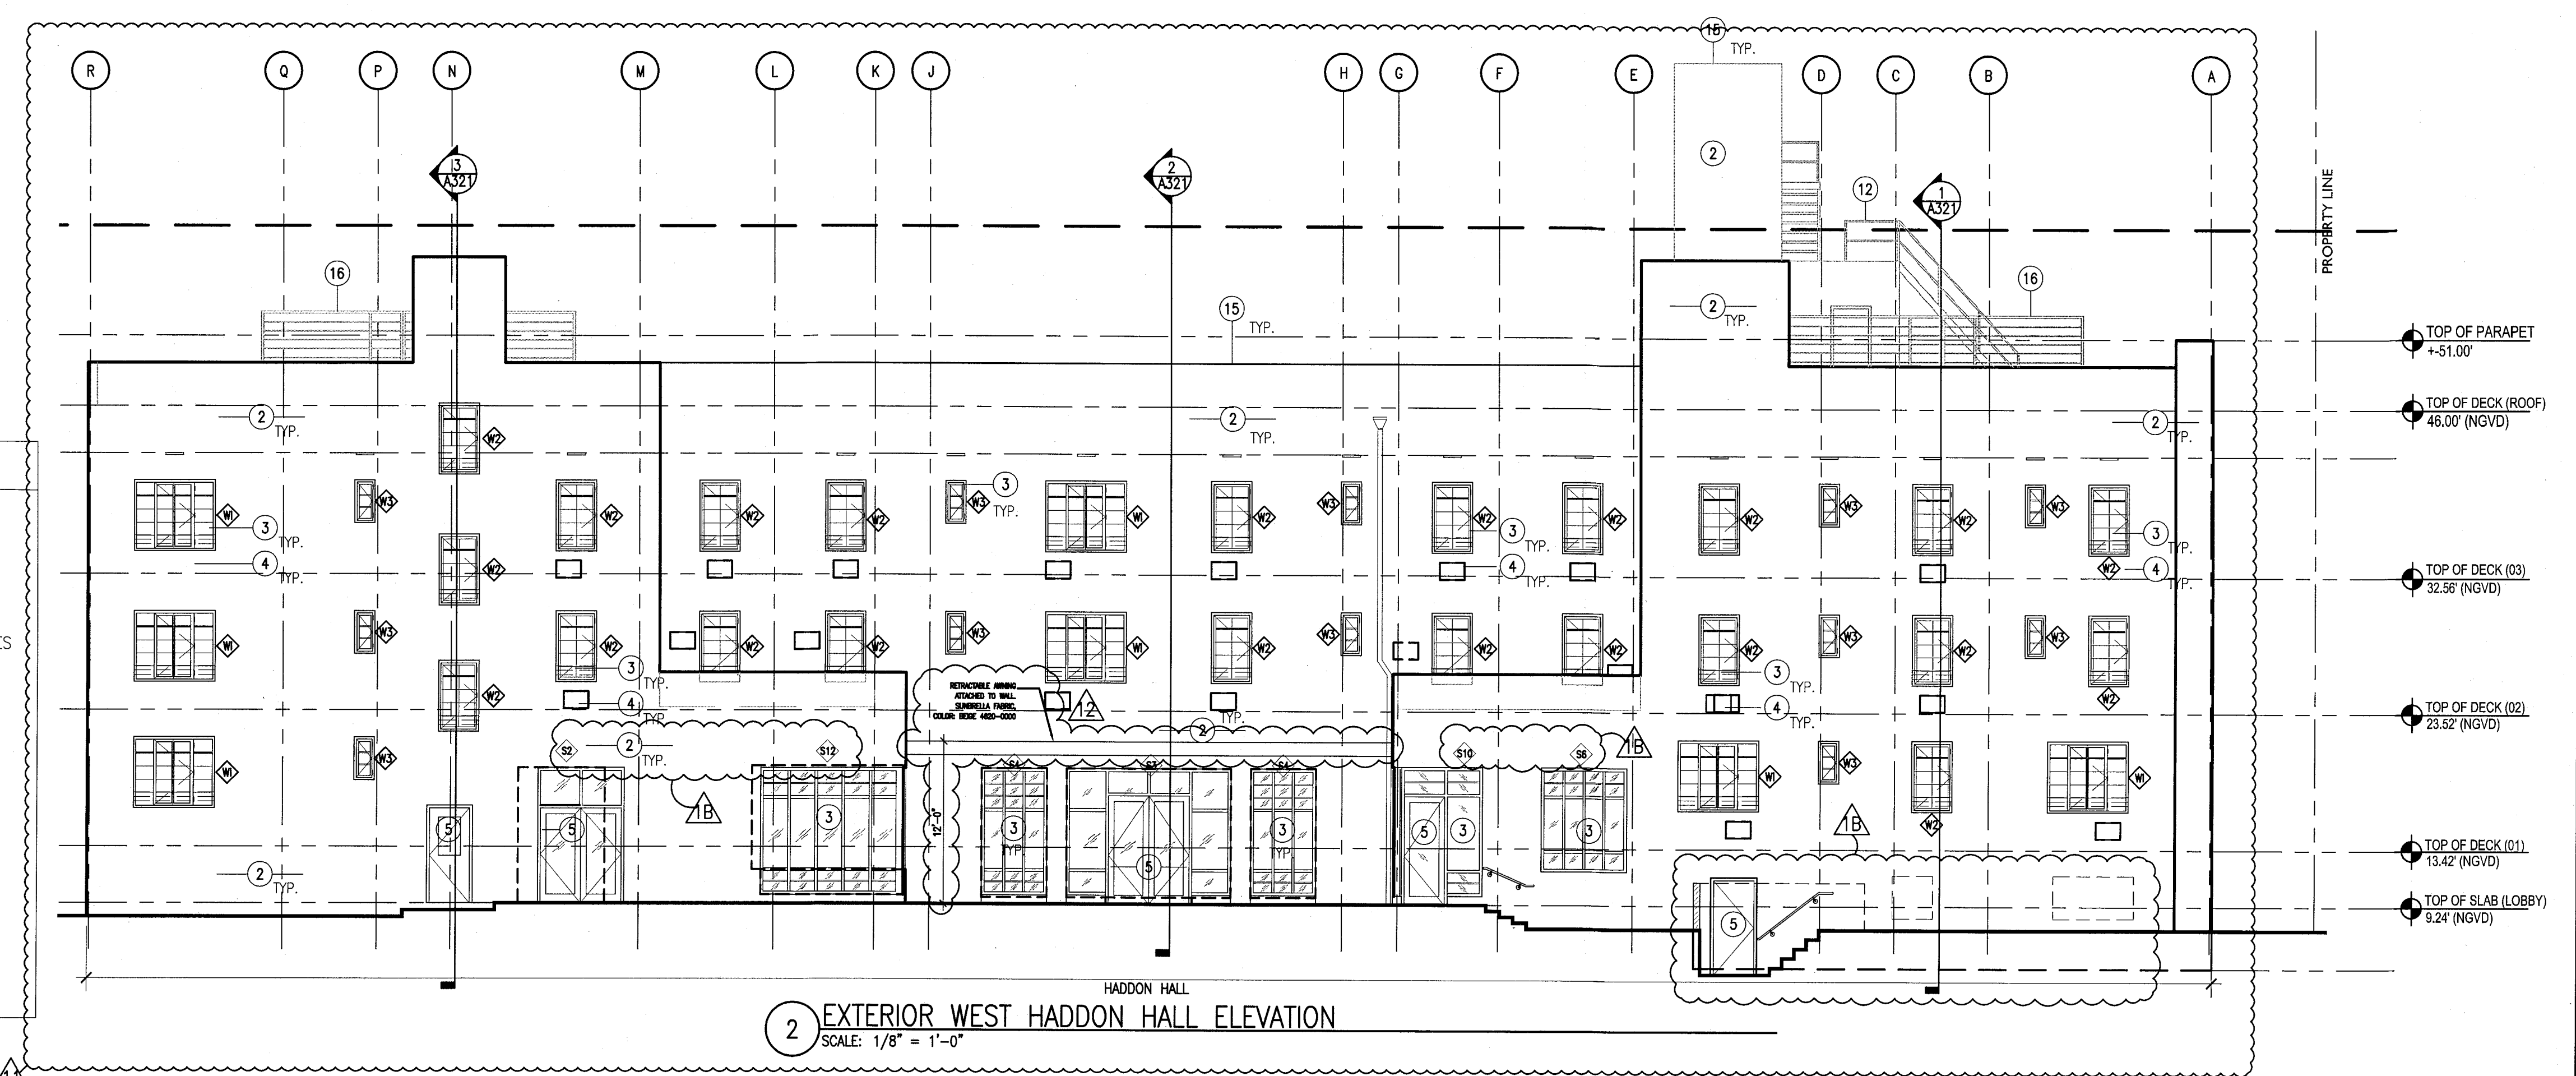 15
TYP.
R Q P N M L K J H G F E D C B A
3
A321
2
A321
2
12
1
A321
PROPERTY LINE
16
16
15
TYP.
2
TYP.
TOP OF PARAPET
+-51.00'
2
TYP.
2
TYP.
2
TYP.
TOP OF DECK (ROOF)
46.00' (NGVD)
W2
W1 W3 W2 W2 W2 W3 W1 W2 W3 W2 W2 W2 W3 W2 W3
3
TYP.
3
TYP.
3
TYP.
3
TYP.
4
TYP.
W2
4
TYP.
W2
4
TYP.
TOP OF DECK (03)
32.56' (NGVD)
W1 W3 W2 W2 W2 W3 W1 W2 W3 W2 W2 W2 W3 W2 W3
3
TYP.
3
TYP.
W2
W2
4
TYP.
4
TYP.
RETRACTABLE AWNING
ATTACHED TO WALL.
SUNBRELLA FABRIC.
COLOR: BEIGE 4620-0000
12
2
TYP.
TOP OF DECK (02)
23.52' (NGVD)
S2
2
TYP.
S12
S4
S3
S4
S10
S6
1B
W1 W3 W1 W3 W2 W1
1B
5
5
3
12'-0"
3
TYP.
5
3
TYP.
5
3
3
1B
TOP OF DECK (01)
13.42' (NGVD)
2
TYP.
5
TOP OF SLAB (LOBBY)
9.24' (NGVD)
HADDON HALL
2
EXTERIOR WEST HADDON HALL ELEVATION
SCALE: 1/8" = 1'-0"